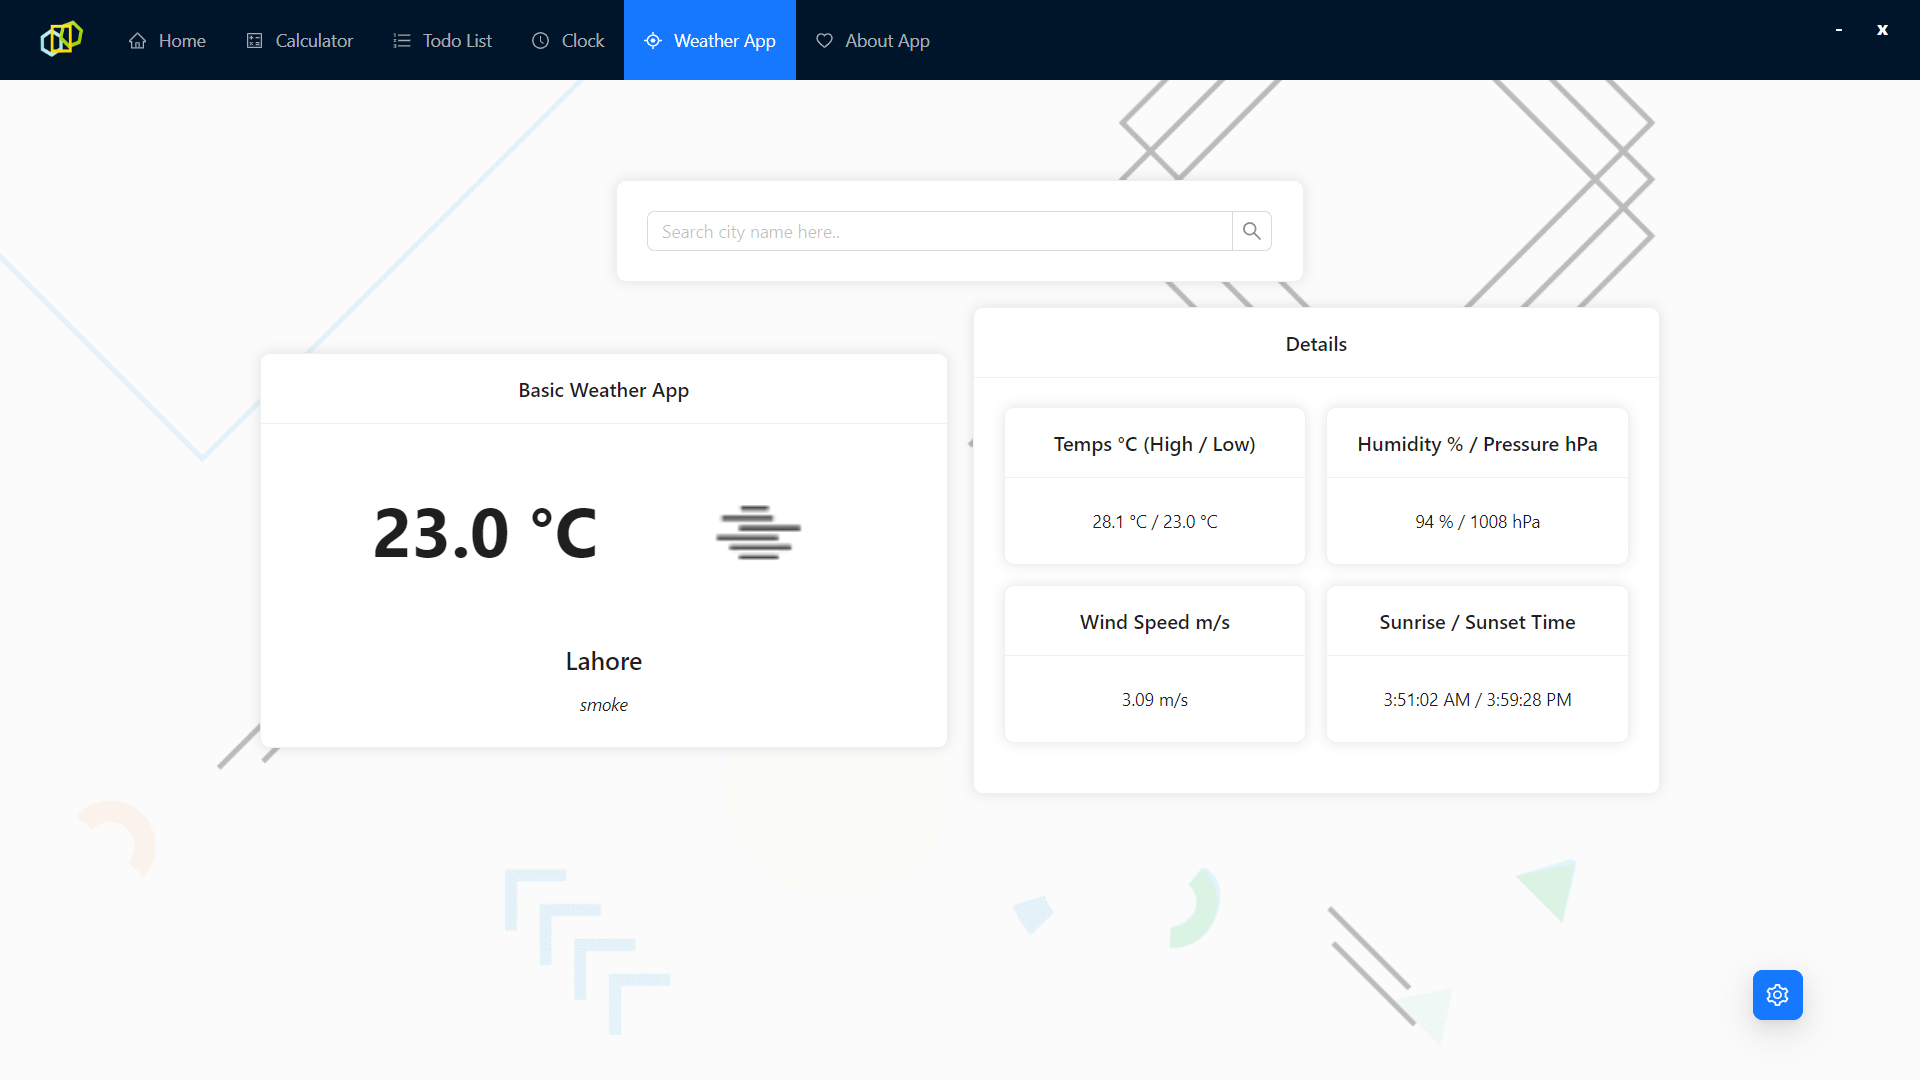 Home Calculator Todo List Clock Weather App About App - x
Search city name here..
Basic Weather App
23.0 °C
Lahore
smoke
Details
Temps °C (High / Low)
28.1 °C / 23.0 °C
Humidity % / Pressure hPa
94 % / 1008 hPa
Wind Speed m/s
3.09 m/s
Sunrise / Sunset Time
3:51:02 AM / 3:59:28 PM